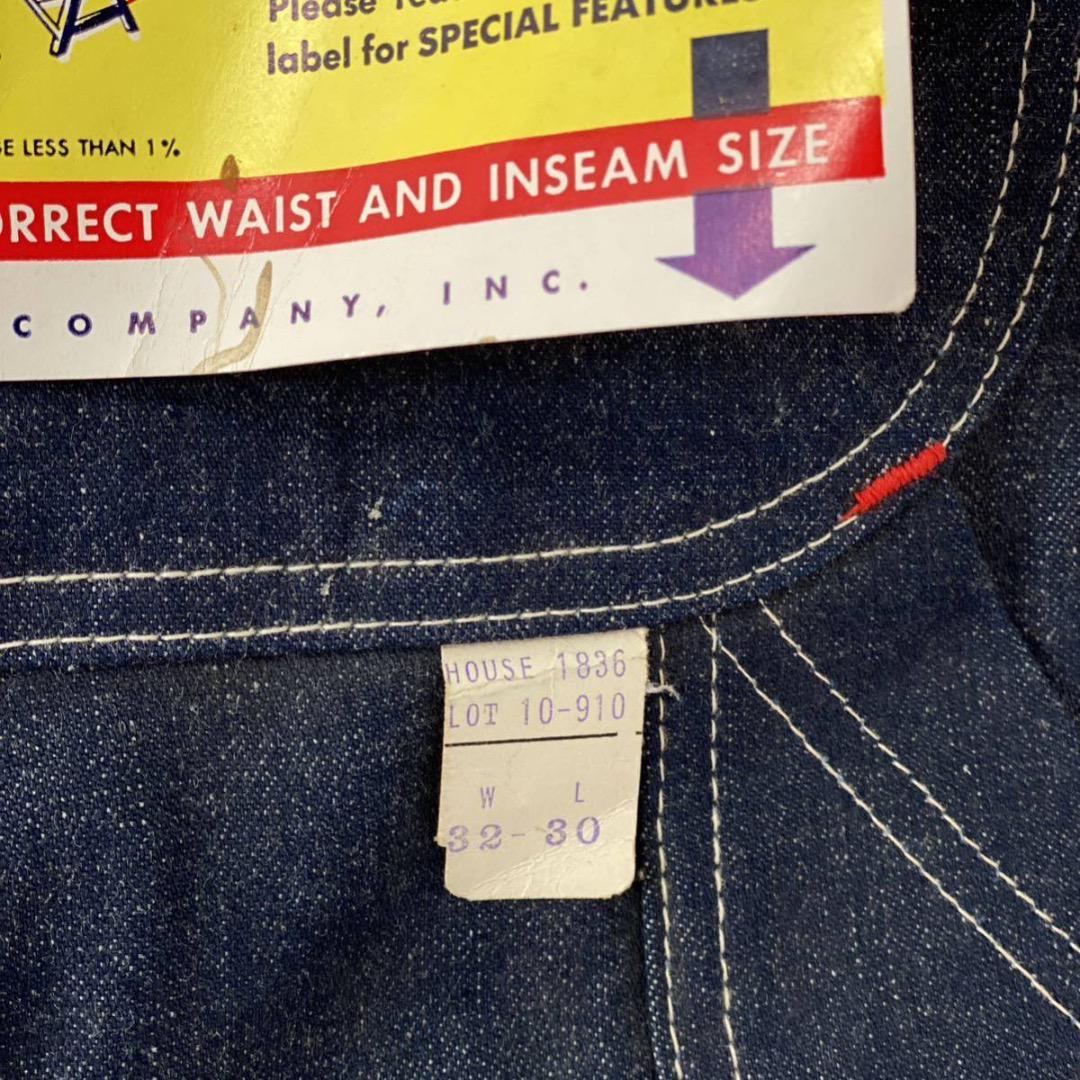 Please
label for SPECIAL FEATURES
LESS THAN 1%
WAIST AND INSEAM SIZE
COMPANY, INC.
HOUSE 1836
LOT 10-910
W L
32-30